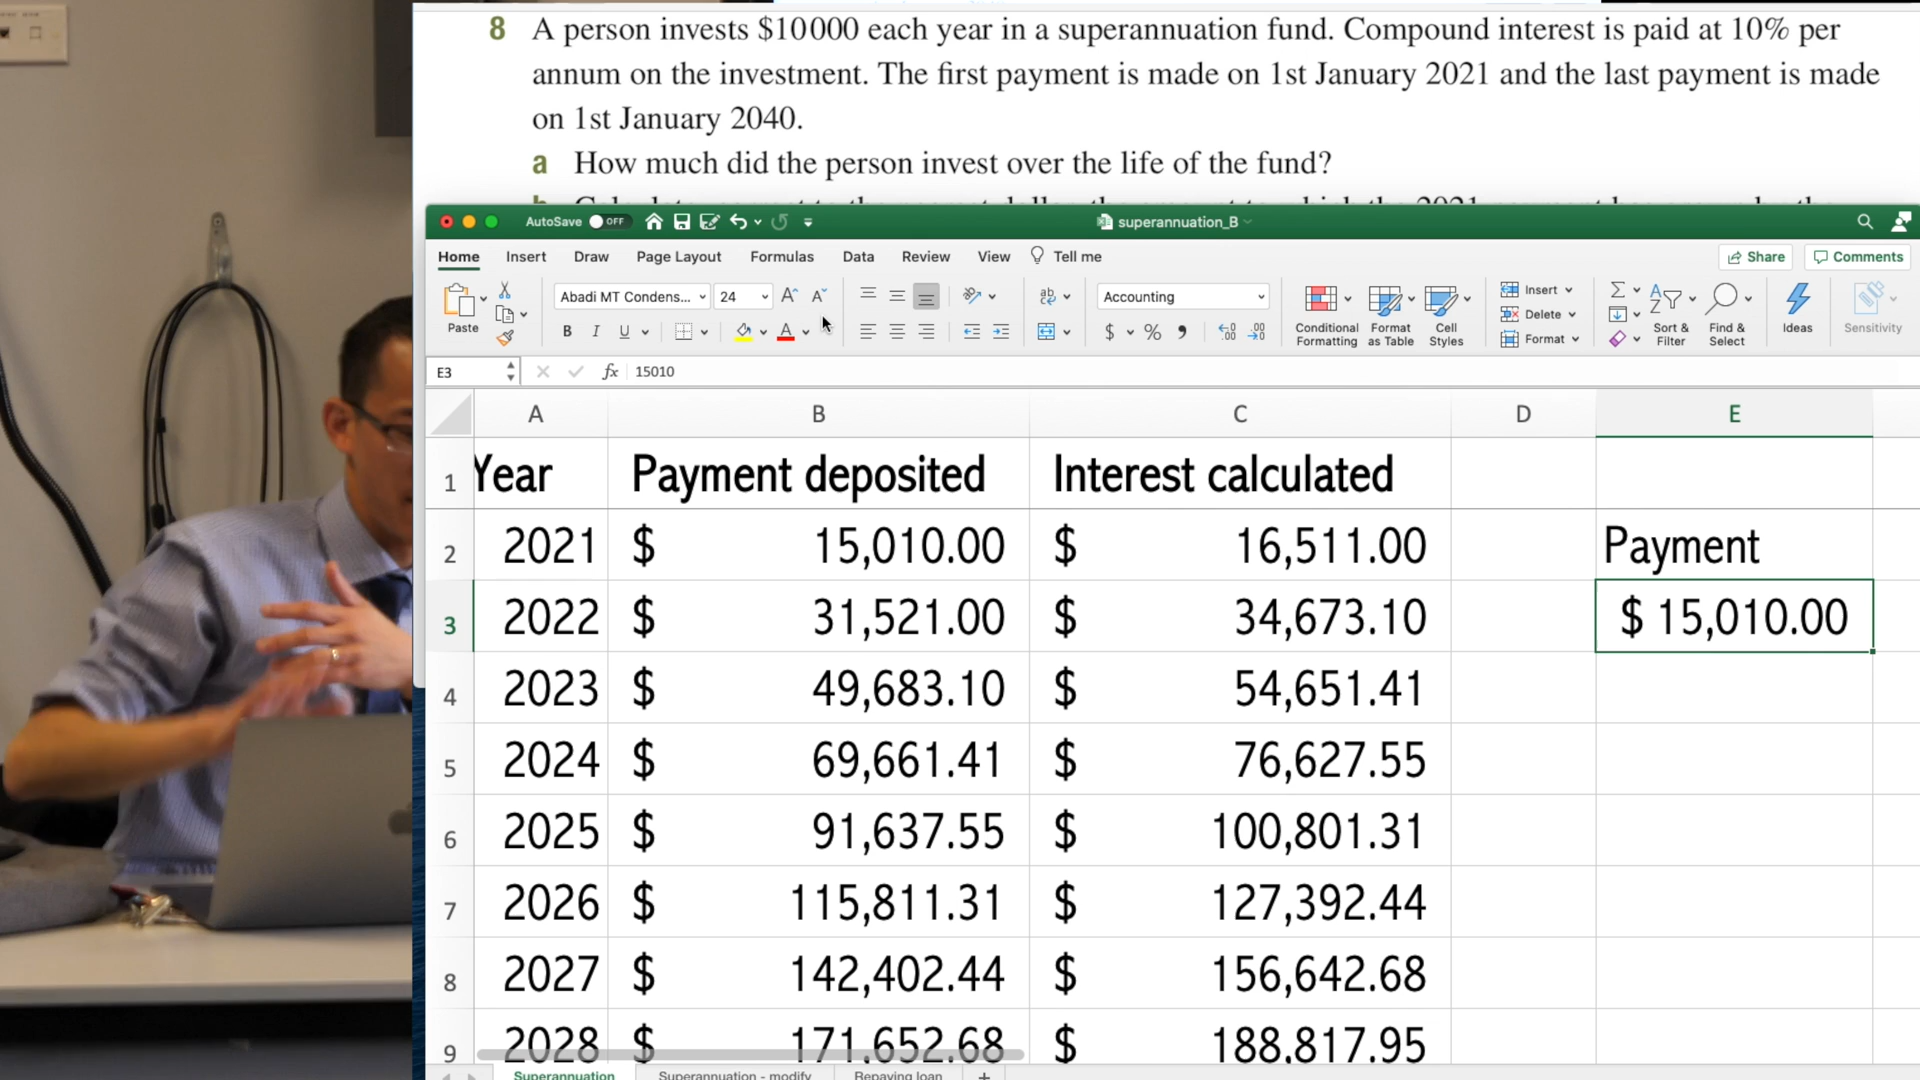 8 A person invests $10000 each year in a superannuation fund. Compound interest is paid at 10% per
annum on the investment. The first payment is made on 1st January 2021 and the last payment is made
on 1st January 2040.
a How much did the person invest over the life of the fund?
AutoSave OFF superannuation_B
Home Insert Draw Page Layout Formulas Data Review View Tell me Share Comments
Paste Abadi MT Condens... 24 A A ab Accounting Insert
B I U A $ % Delete
Conditional Formatting Format as Table Cell Styles Format Sort & Filter Find & Select Ideas Sensitivity
E3 fx 15010
A B C D E
1 Year Payment deposited Interest calculated
2 2021 $ 15,010.00 $ 16,511.00 Payment
3 2022 $ 31,521.00 $ 34,673.10 $ 15,010.00
4 2023 $ 49,683.10 $ 54,651.41
5 2024 $ 69,661.41 $ 76,627.55
6 2025 $ 91,637.55 $ 100,801.31
7 2026 $ 115,811.31 $ 127,392.44
8 2027 $ 142,402.44 $ 156,642.68
9 2028 $ 171,652.68 $ 188,817.95
Superannuation Superannuation - modify Repaying loan +